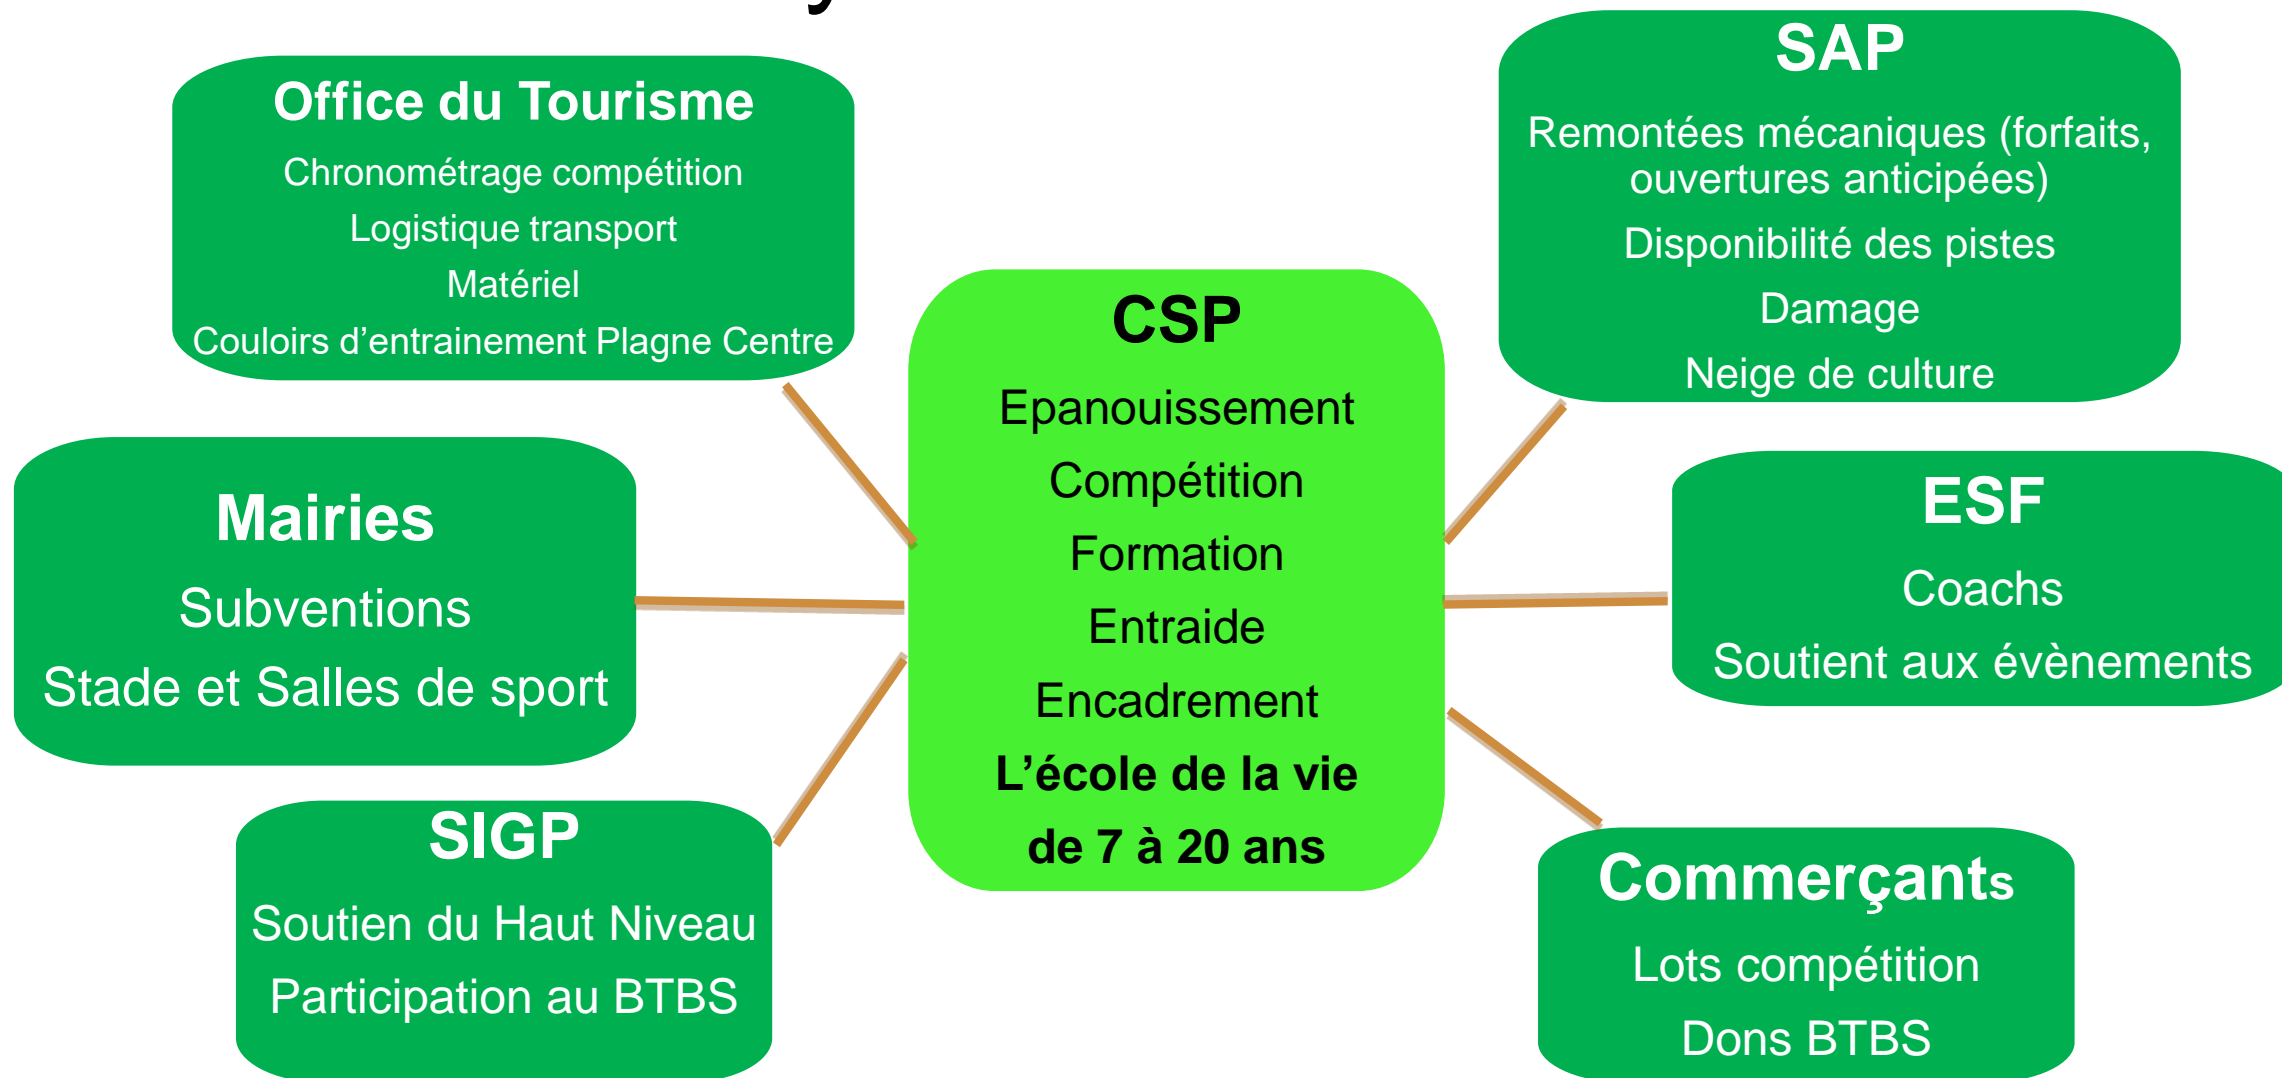 Office du Tourisme
Chronométrage compétition
Logistique transport
Matériel
Couloirs d’entrainement Plagne Centre
Mairies
Subventions
Stade et Salles de sport
SIGP
Soutien du Haut Niveau
Participation au BTBS
CSP
Epanouissement
Compétition
Formation
Entraide
Encadrement
L’école de la vie
de 7 à 20 ans
SAP
Remontées mécaniques (forfaits,
ouvertures anticipées)
Disponibilité des pistes
Damage
Neige de culture
ESF
Coachs
Soutient aux évènements
Commerçants
Lots compétition
Dons BTBS